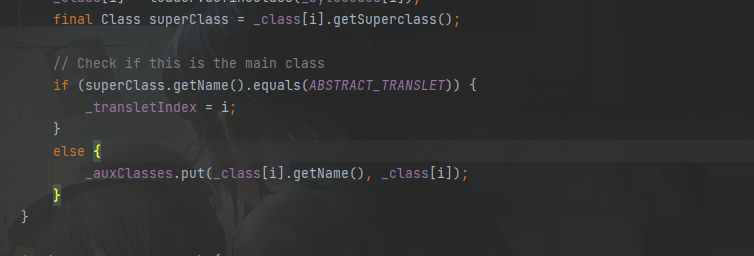 final Class superClass = _class[i].getSuperclass();
// Check if this is the main class
if (superClass.getName().equals(ABSTRACT_TRANSLET)) {
_transletIndex = i;
}
else {
_auxClasses.put(_class[i].getName(), _class[i]);
}
}